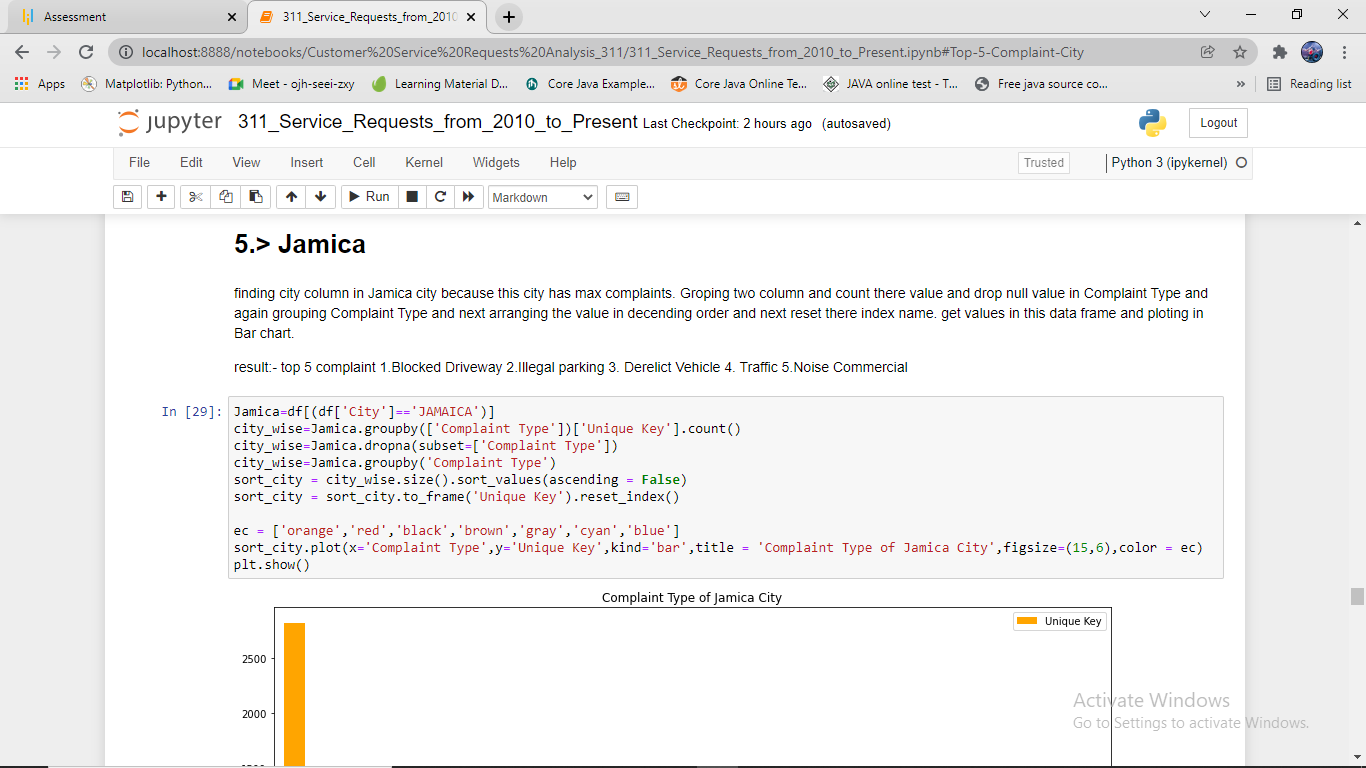 Assessment
311_Service_Requests_from_2010
localhost:8888/notebooks/Customer%20Service%20Requests%20Analysis_311/311_Service_Requests_from_2010_to_Present.ipynb#Top-5-Complaint-City
Apps Matplotlib: Python... Meet - ojh-seei-zxy Learning Material D... Core Java Example... Core Java Online Te... JAVA online test - T... Free java source co... » Reading list
jupyter 311_Service_Requests_from_2010_to_Present Last Checkpoint: 2 hours ago (autosaved) Logout
File Edit View Insert Cell Kernel Widgets Help Trusted Python 3 (ipykernel)
Run Markdown
5.> Jamica
finding city column in Jamica city because this city has max complaints. Groping two column and count there value and drop null value in Complaint Type and
again grouping Complaint Type and next arranging the value in decending order and next reset there index name. get values in this data frame and ploting in
Bar chart.
result:- top 5 complaint 1.Blocked Driveway 2.Illegal parking 3. Derelict Vehicle 4. Traffic 5.Noise Commercial
In [29]: Jamica=df[(df['City']=='JAMAICA')]
city_wise=Jamica.groupby(['Complaint Type'])['Unique Key'].count()
city_wise=Jamica.dropna(subset=['Complaint Type'])
city_wise=Jamica.groupby('Complaint Type')
sort_city = city_wise.size().sort_values(ascending = False)
sort_city = sort_city.to_frame('Unique Key').reset_index()
ec = ['orange','red','black','brown','gray','cyan','blue']
sort_city.plot(x='Complaint Type',y='Unique Key',kind='bar',title = 'Complaint Type of Jamica City',figsize=(15,6),color = ec)
plt.show()
Complaint Type of Jamica City
Unique Key
2500
2000
Activate Windows
Go to Settings to activate Windows.